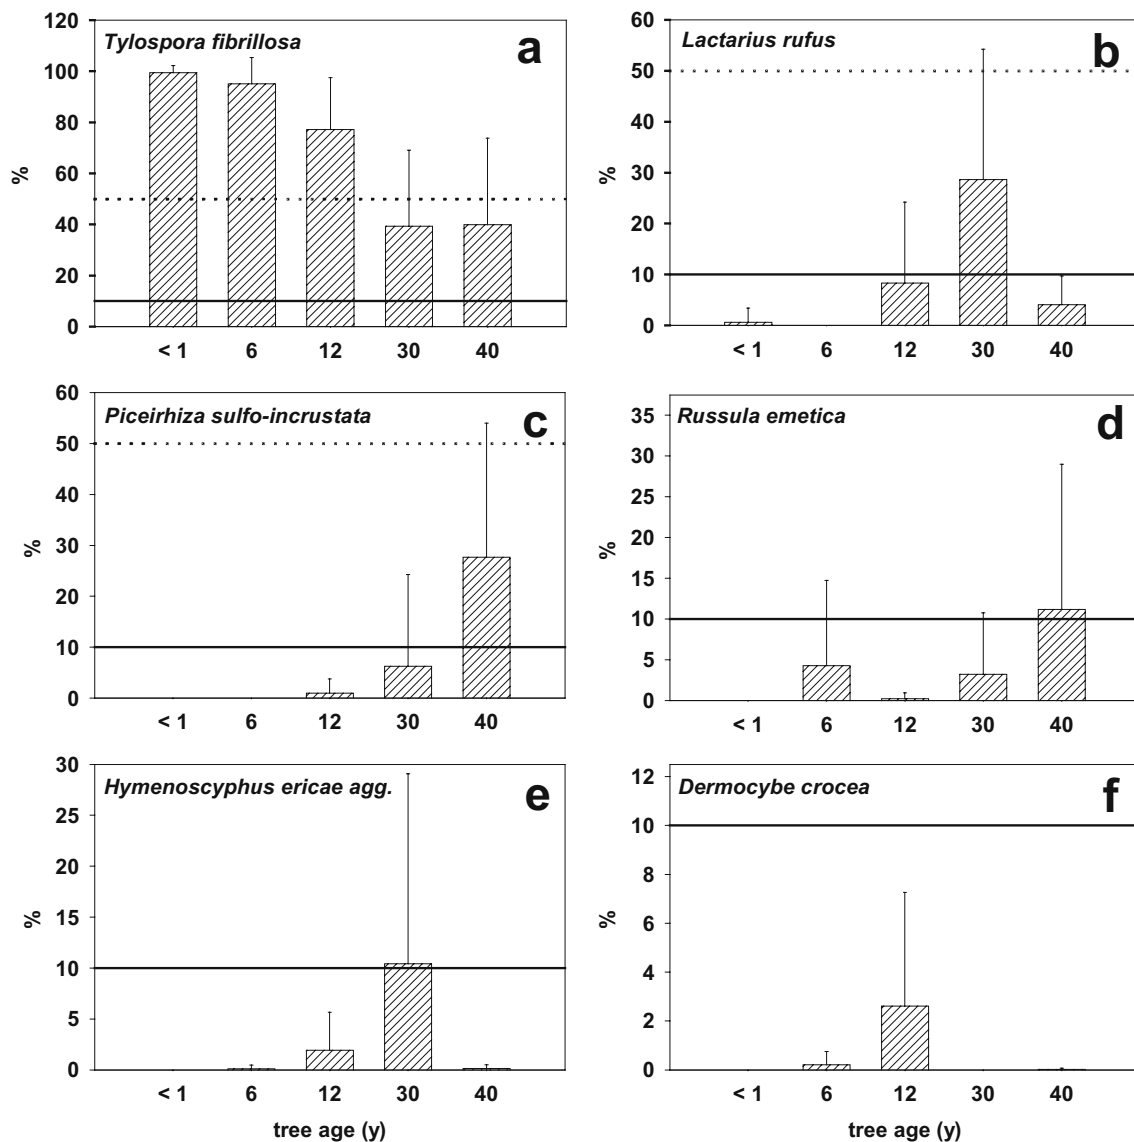 Tylospora fibrillosa
a
120
100
80
60
40
20
0
%
< 1 6 12 30 40
Lactarius rufus
b
60
50
40
30
20
10
0
%
< 1 6 12 30 40
Piceirhiza sulfo-incrustata
c
60
50
40
30
20
10
0
%
< 1 6 12 30 40
Russula emetica
d
35
30
25
20
15
10
5
0
%
< 1 6 12 30 40
Hymenoscyphus ericae agg.
e
30
25
20
15
10
5
0
%
< 1 6 12 30 40
tree age (y)
Dermocybe crocea
f
12
10
8
6
4
2
0
%
< 1 6 12 30 40
tree age (y)